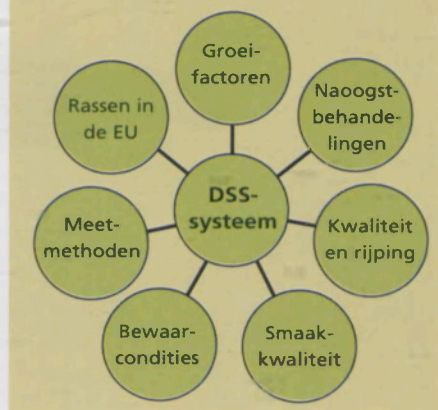 Groei-
factoren
Naoogst-
behande-
lingen
Kwaliteit
en rijping
Smaak-
kwaliteit
Bewaar-
condities
Meet-
methoden
Rassen in
de EU
DSS-
systeem